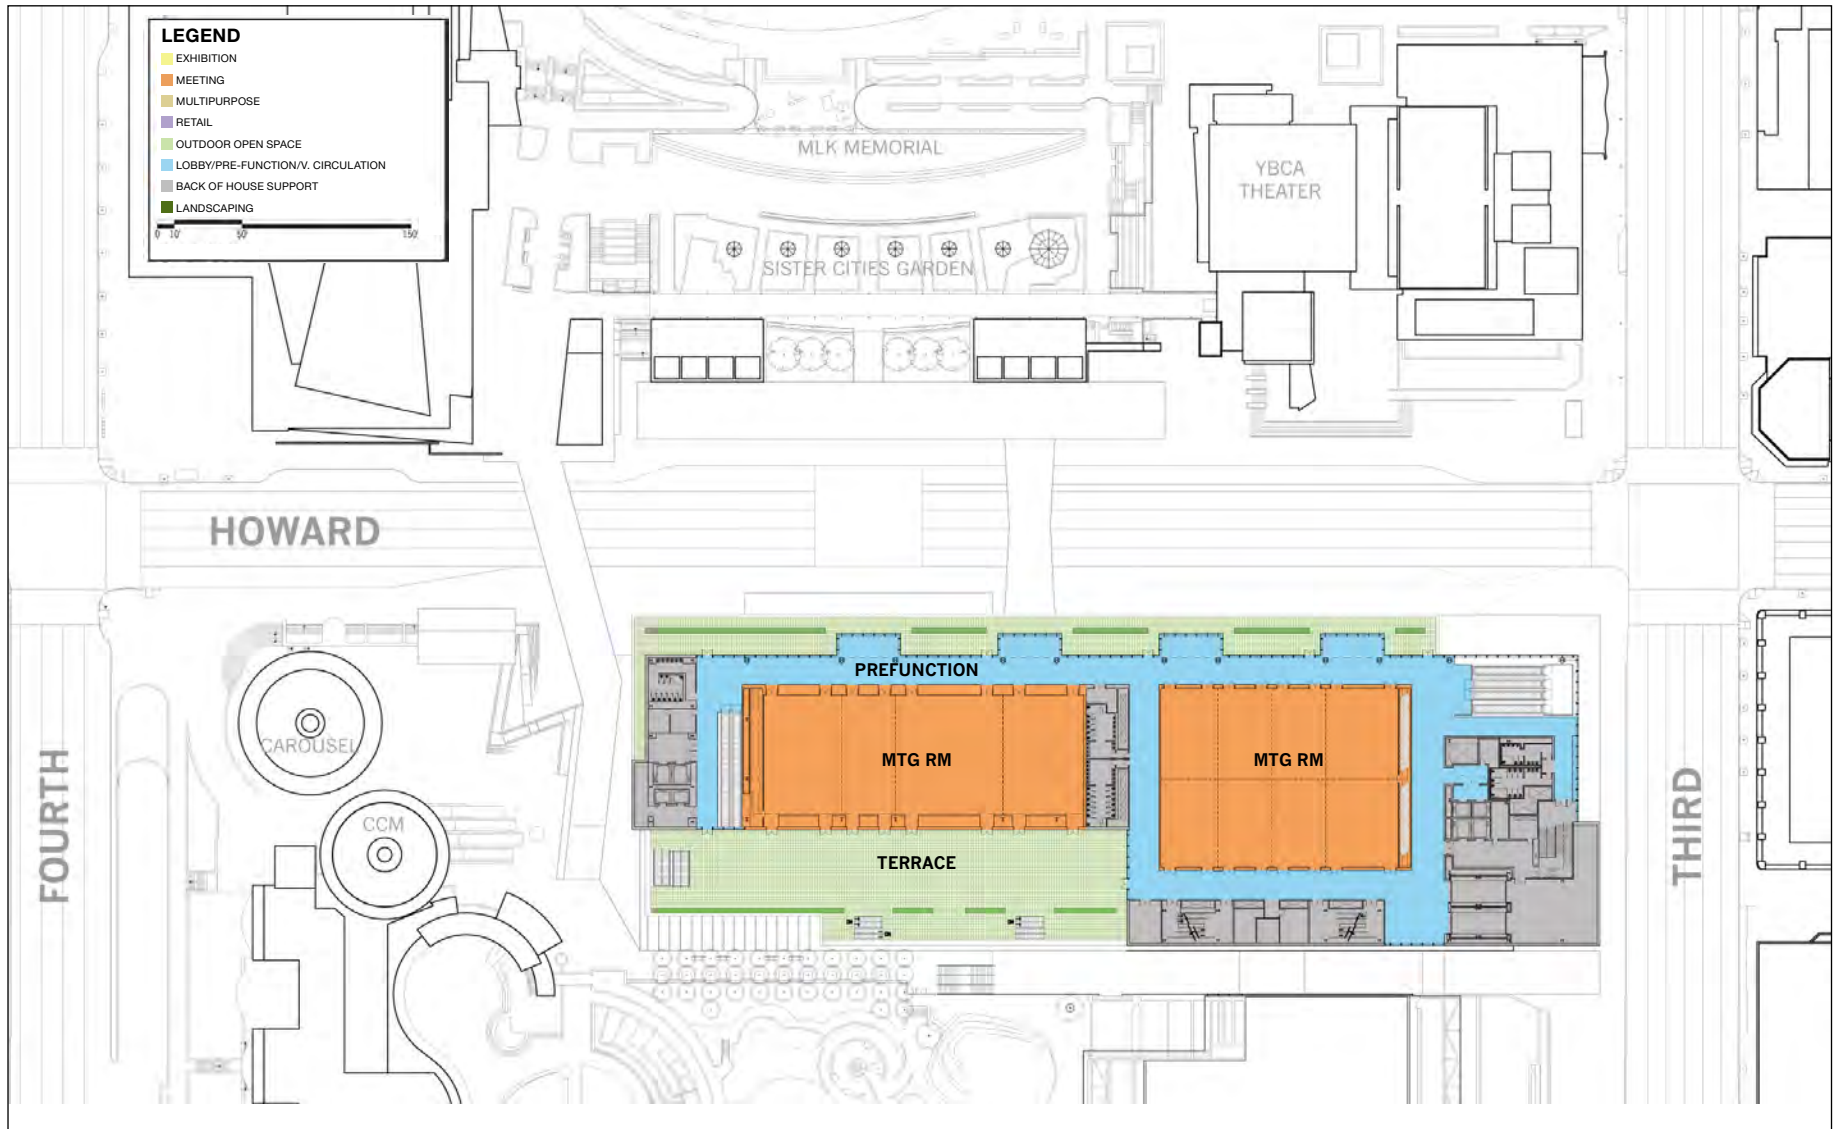 LEGEND
EXHIBITION
MEETING
MULTIPURPOSE
RETAIL
OUTDOOR OPEN SPACE
LOBBY/PRE-FUNCTION/V. CIRCULATION
BACK OF HOUSE SUPPORT
LANDSCAPING
0 10' 50' 150'
MLK MEMORIAL
YBCA
THEATER
SISTER CITIES GARDEN
HOWARD
PREFUNCTION
CAROUSEL
MTG RM
MTG RM
CCM
TERRACE
FOURTH
THIRD